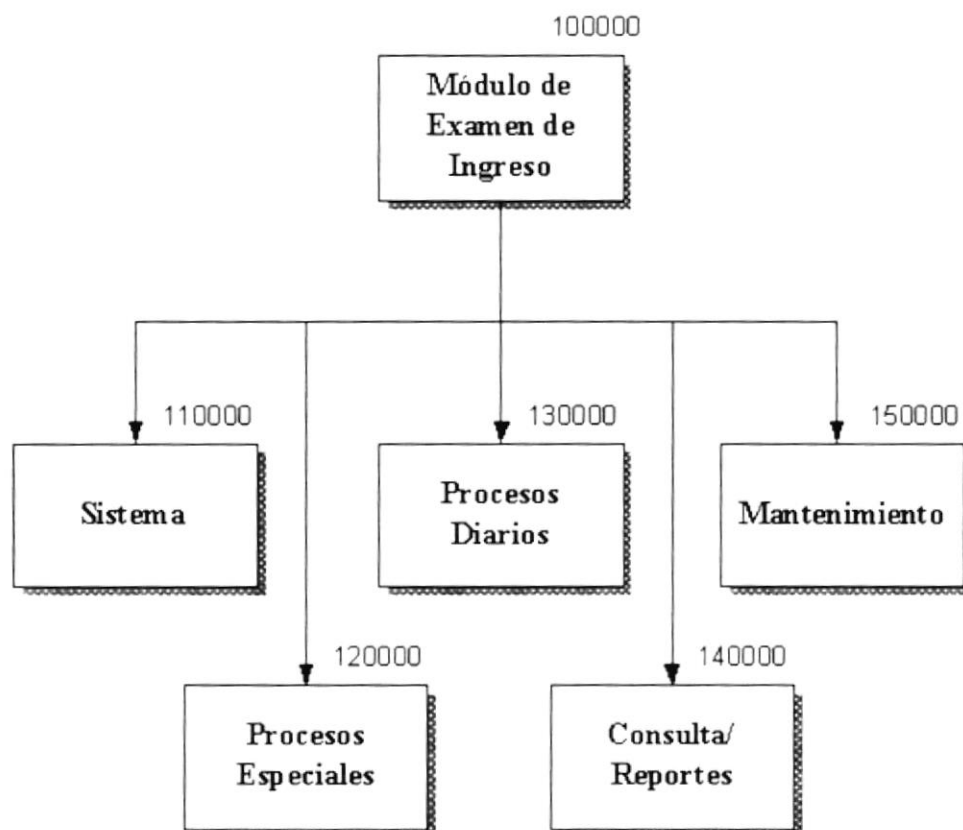 100000
Módulo de
Examen de
Ingreso
110000
Sistema
130000
Procesos
Diarios
150000
Mantenimiento
120000
Procesos
Especiales
140000
Consulta/
Reportes